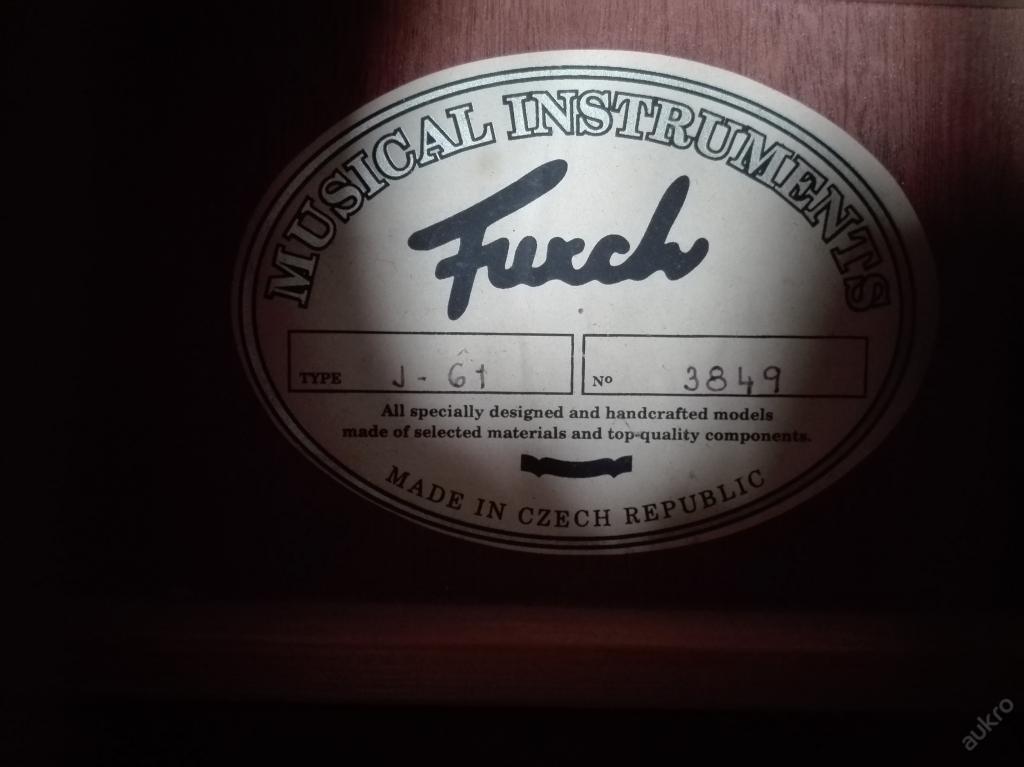 MUSICAL INSTRUMENTS
Furch
TYPE J-61
Nº 3849
All specially designed and handcrafted models
made of selected materials and top-quality components.
MADE IN CZECH REPUBLIC
aukro